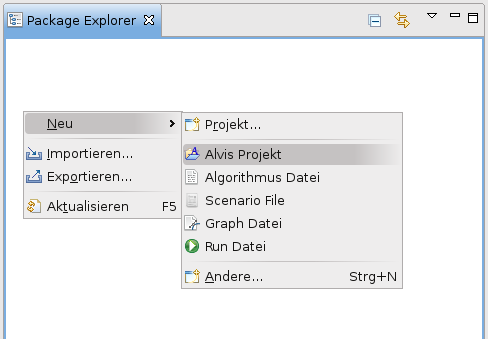 Package Explorer
Neu
Importieren...
Exportieren...
Aktualisieren F5
Projekt...
Alvis Projekt
Algorithmus Datei
Scenario File
Graph Datei
Run Datei
Andere... Strg+N